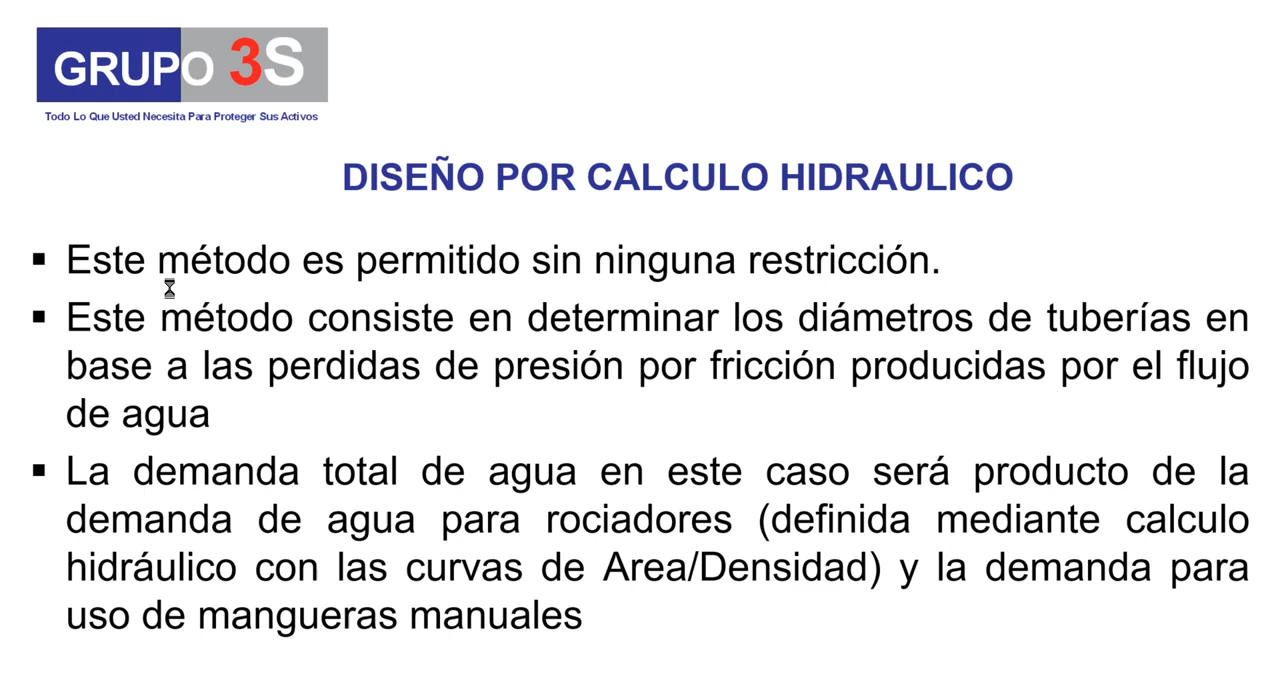 GRUPO 3S
Todo Lo Que Usted Necesita Para Proteger Sus Activos
DISEÑO POR CALCULO HIDRAULICO
▪ Este método es permitido sin ninguna restricción.
▪ Este método consiste en determinar los diámetros de tuberías en
base a las perdidas de presión por fricción producidas por el flujo
de agua
▪ La demanda total de agua en este caso será producto de la
demanda de agua para rociadores (definida mediante calculo
hidráulico con las curvas de Area/Densidad) y la demanda para
uso de mangueras manuales